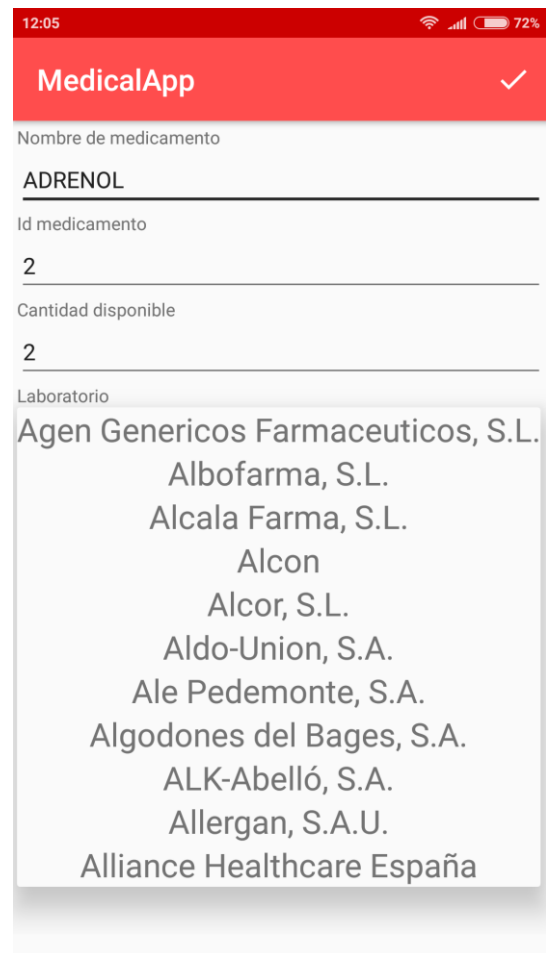 12:05
72%
MedicalApp
Nombre de medicamento
ADRENOL
Id medicamento
2
Cantidad disponible
2
Laboratorio
Agen Genericos Farmaceuticos, S.L.
Albofarma, S.L.
Alcala Farma, S.L.
Alcon
Alcor, S.L.
Aldo-Union, S.A.
Ale Pedemonte, S.A.
Algodones del Bages, S.A.
ALK-Abelló, S.A.
Allergan, S.A.U.
Alliance Healthcare España